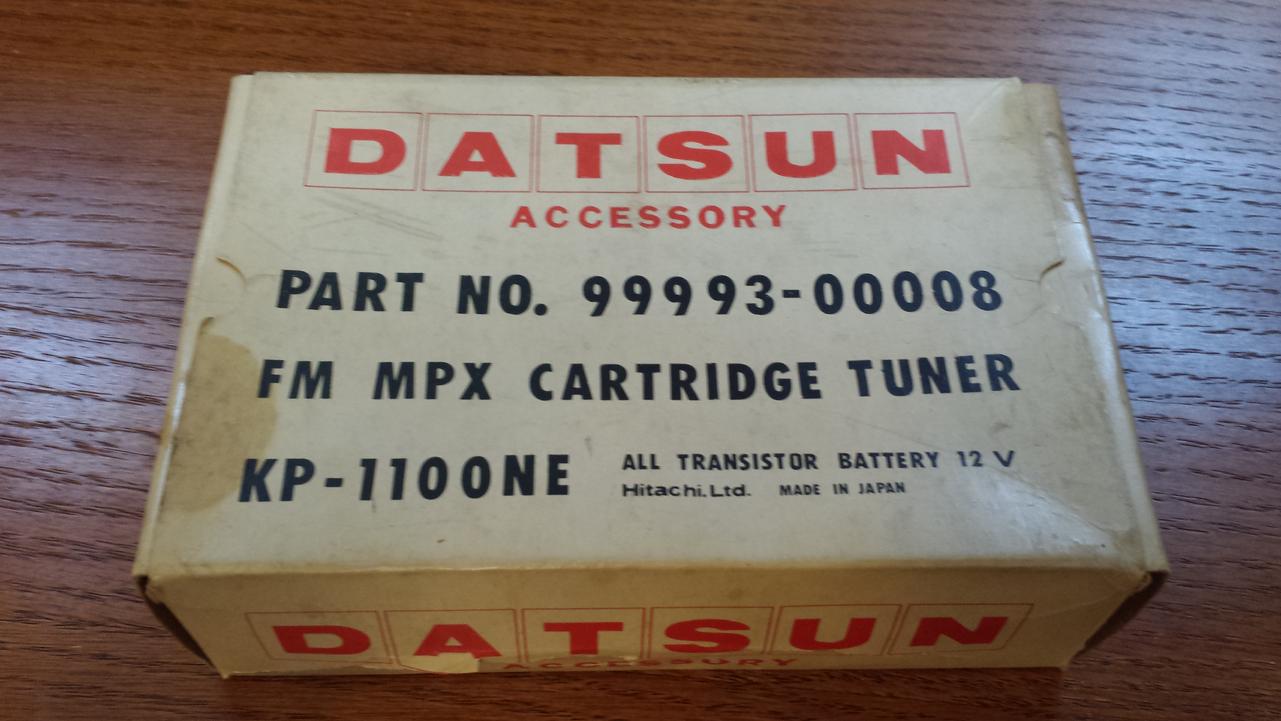 DATSUN
ACCESSORY
PART NO. 99993-00008
FM MPX CARTRIDGE TUNER
KP-1100NE
ALL TRANSISTOR BATTERY 12 V
Hitachi.Ltd. MADE IN JAPAN
DATSUN
ACCESSORY